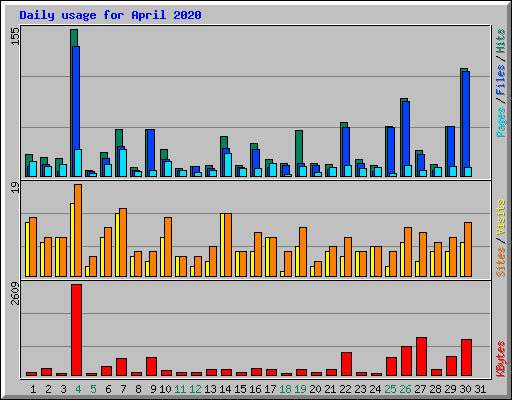 Daily usage for April 2020
155
Pages / Files / Hits
19
Sites / Visits
2609
KBytes
1 2 3 4 5 6 7 8 9 10 11 12 13 14 15 16 17 18 19 20 21 22 23 24 25 26 27 28 29 30 31